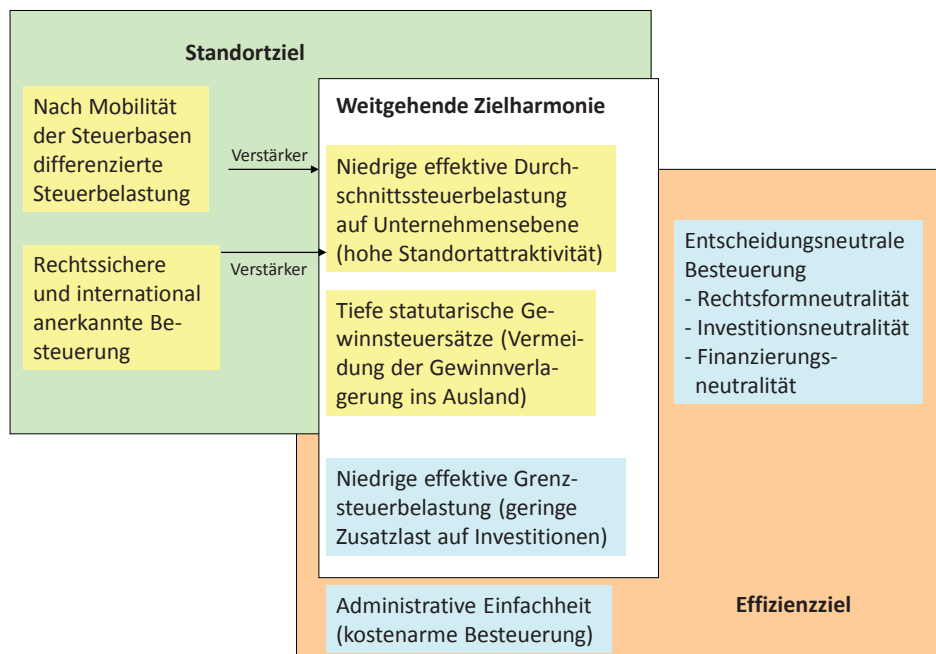 Standortziel
Nach Mobilität
der Steuerbasen
differenzierte
Steuerbelastung
Verstärker
Rechtssichere
und international
anerkannte Be-
steuerung
Verstärker
Weitgehende Zielharmonie
Niedrige effektive Durch-
schnittssteuerbelastung
auf Unternehmensebene
(hohe Standortattraktivität)
Tiefe statutarische Ge-
winnsteuersätze (Vermei-
dung der Gewinnverla-
gerung ins Ausland)
Niedrige effektive Grenz-
steuerbelastung (geringe
Zusatzlast auf Investitionen)
Administrative Einfachheit
(kostenarme Besteuerung)
Entscheidungsneutrale
Besteuerung
- Rechtsformneutralität
- Investitionsneutralität
- Finanzierungs-
neutralität
Effizienzziel